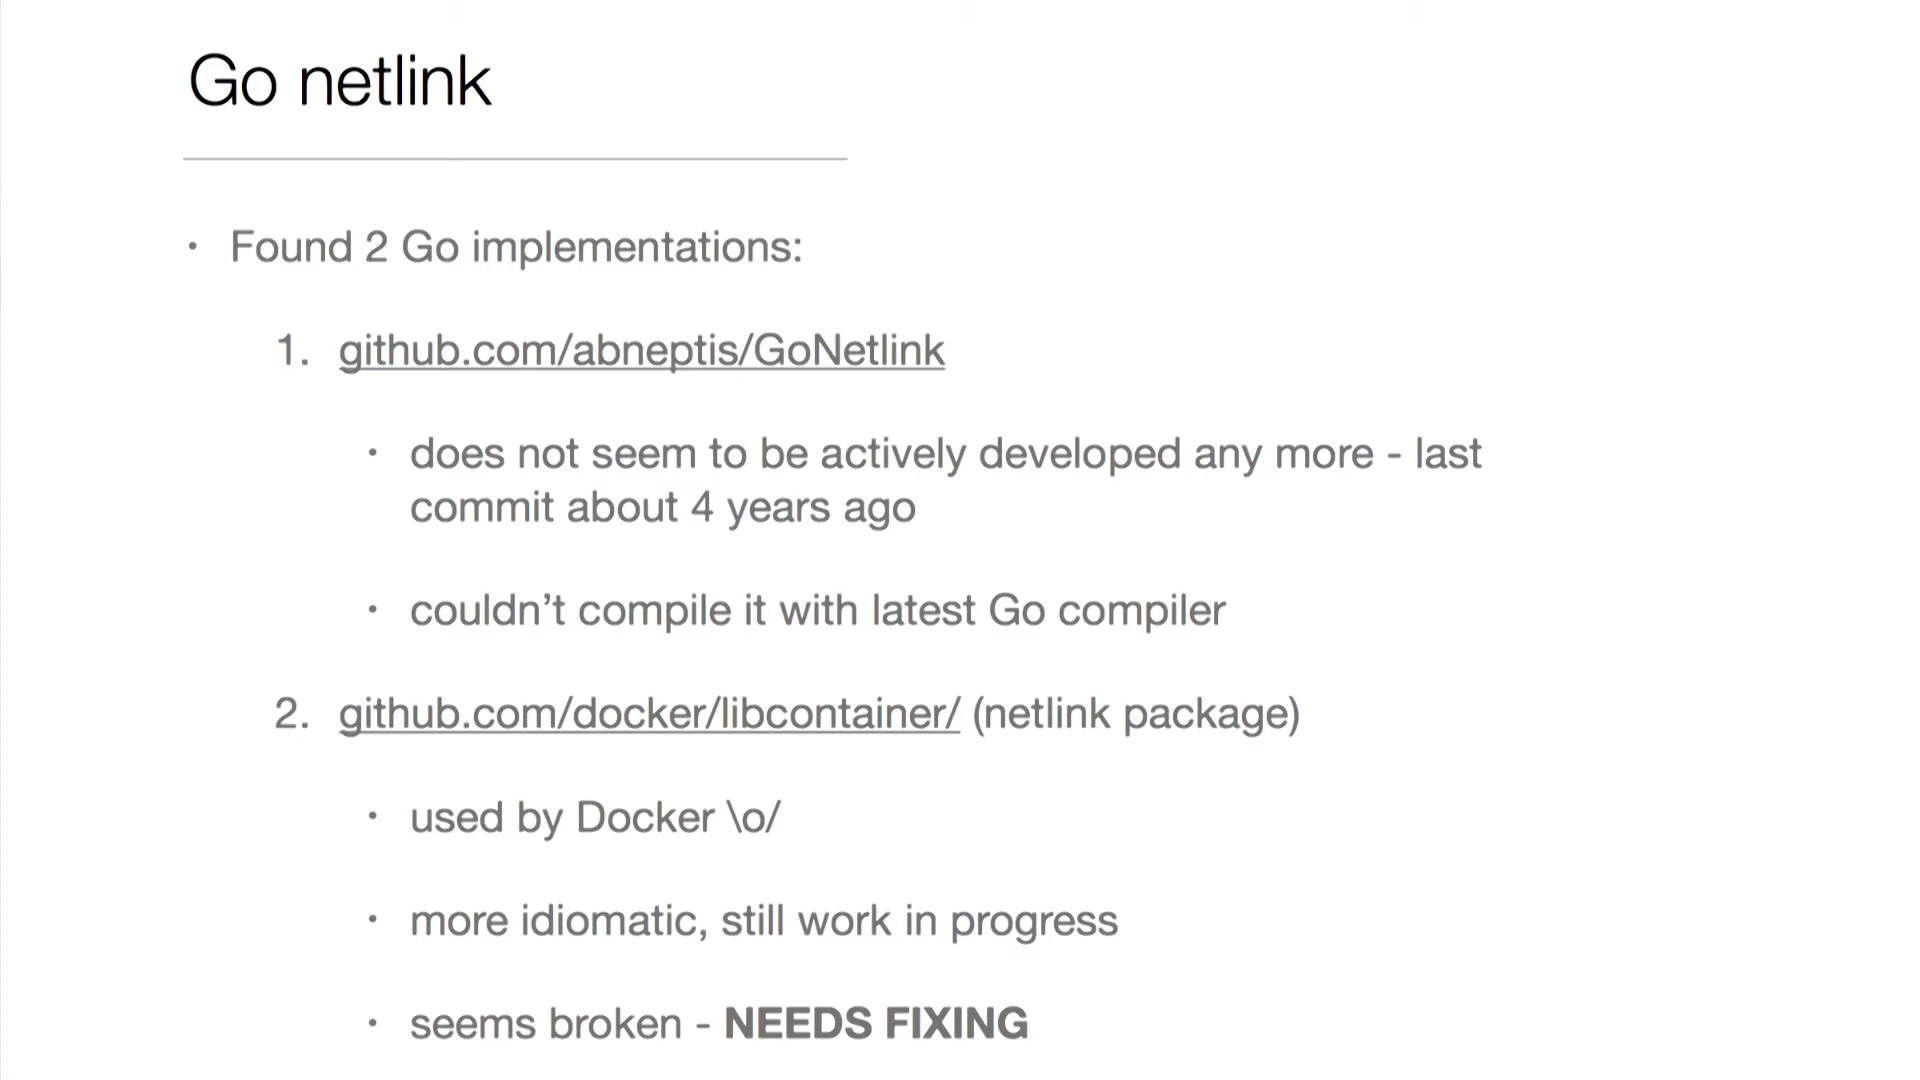 Go netlink
• Found 2 Go implementations:
1. github.com/abneptis/GoNetlink
• does not seem to be actively developed any more - last
commit about 4 years ago
• couldn’t compile it with latest Go compiler
2. github.com/docker/libcontainer/ (netlink package)
• used by Docker \o/
• more idiomatic, still work in progress
• seems broken - NEEDS FIXING